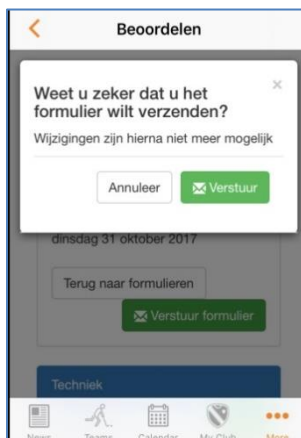 Beoordelen
Weet u zeker dat u het
formulier wilt verzenden?
×
Wijzigingen zijn hierna niet meer mogelijk
Annuleer
Verstuur
dinsdag 31 oktober 2017
Terug naar formulieren
Verstuur formulier
Techniek
News
Teams
Calendar
My Club
More